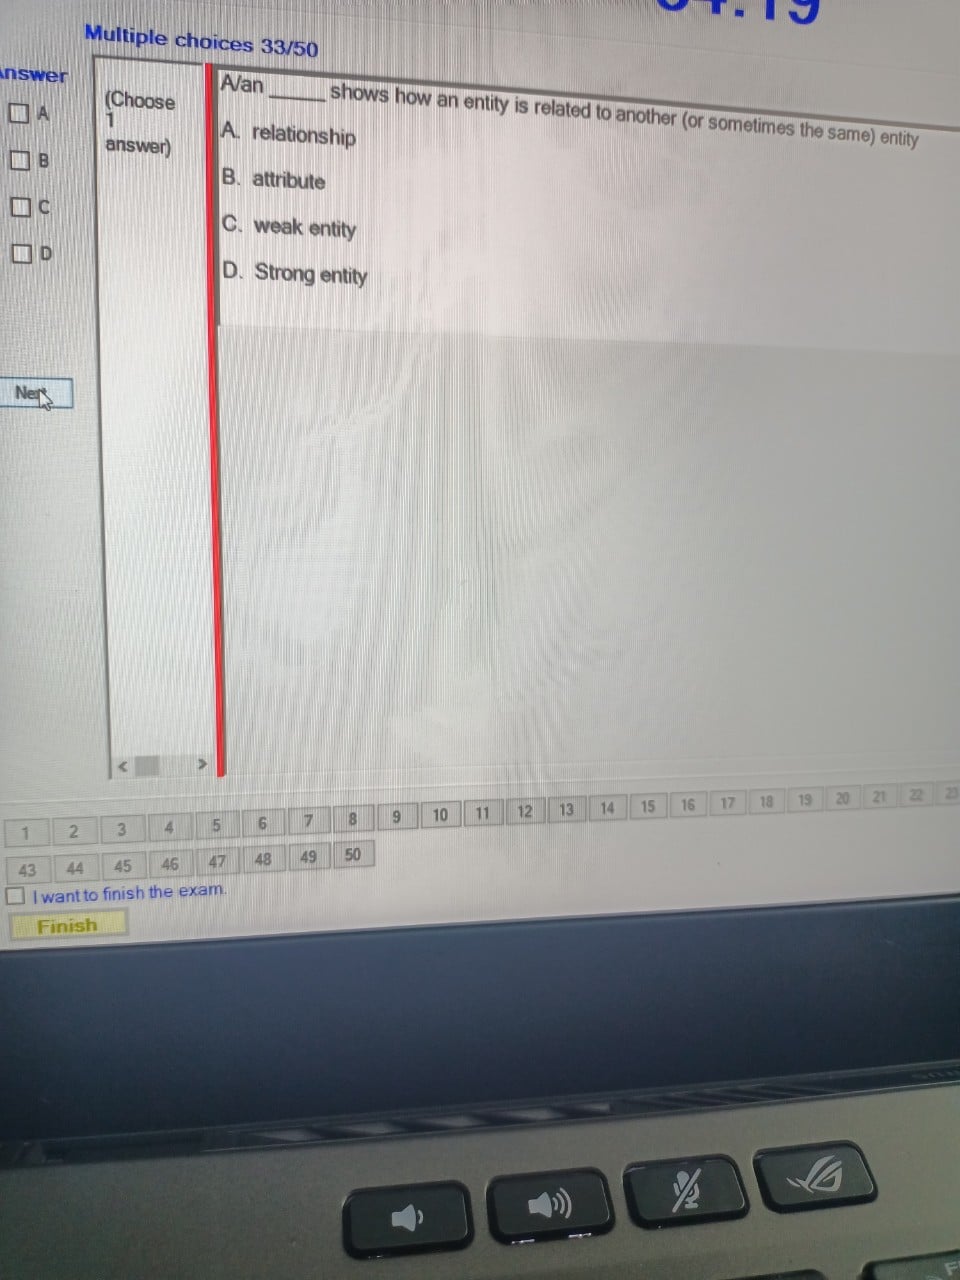 Multiple choices 33/50
Answer
A
B
C
D
(Choose
1
answer)
A/an _____ shows how an entity is related to another (or sometimes the same) entity
A. relationship
B. attribute
C. weak entity
D. Strong entity
Next
< >
1 2 3 4 5 6 7 8 9 10 11 12 13 14 15 16 17 18 19 20 21 22 23
43 44 45 46 47 48 49 50
I want to finish the exam.
Finish
F